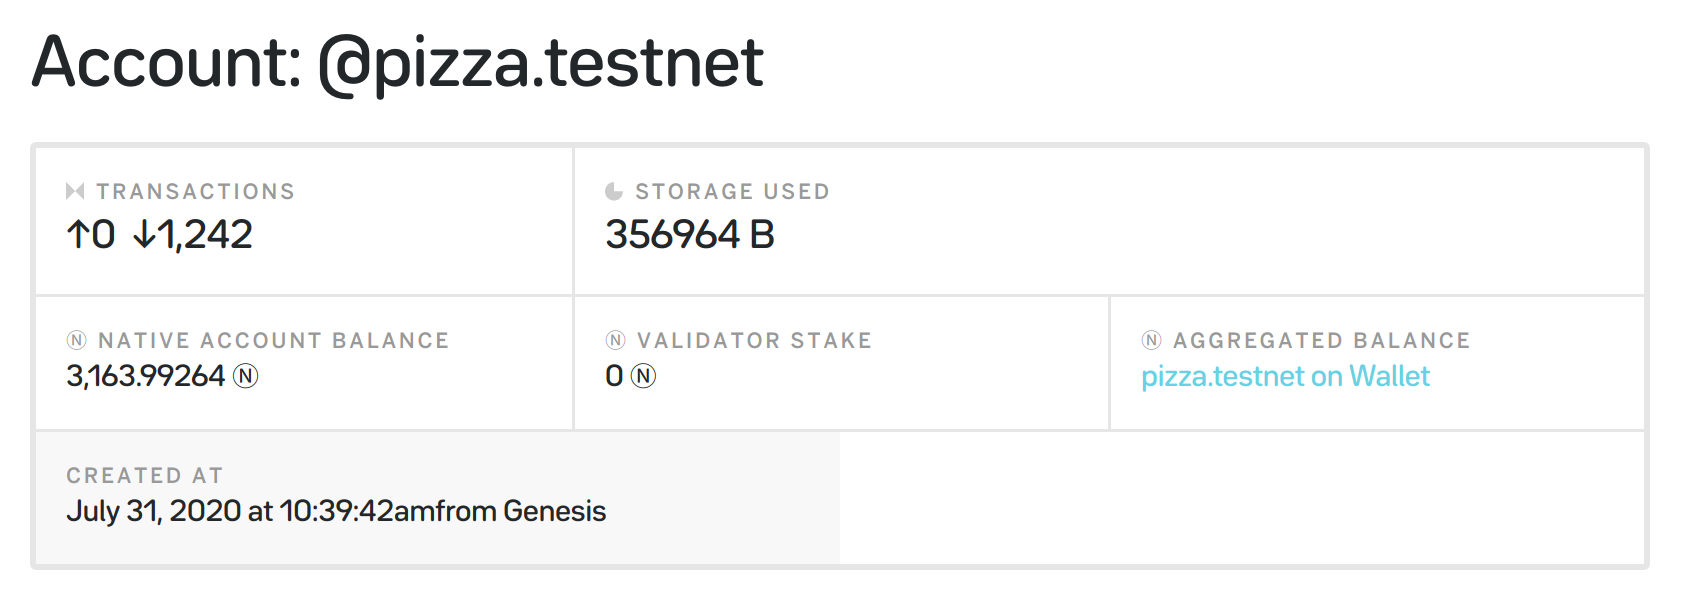 Account: @pizza.testnet
TRANSACTIONS
↑0 ↓1,242
STORAGE USED
356964 B
Ⓝ NATIVE ACCOUNT BALANCE
3,163.99264 Ⓝ
Ⓝ VALIDATOR STAKE
0 Ⓝ
Ⓝ AGGREGATED BALANCE
pizza.testnet on Wallet
CREATED AT
July 31, 2020 at 10:39:42amfrom Genesis